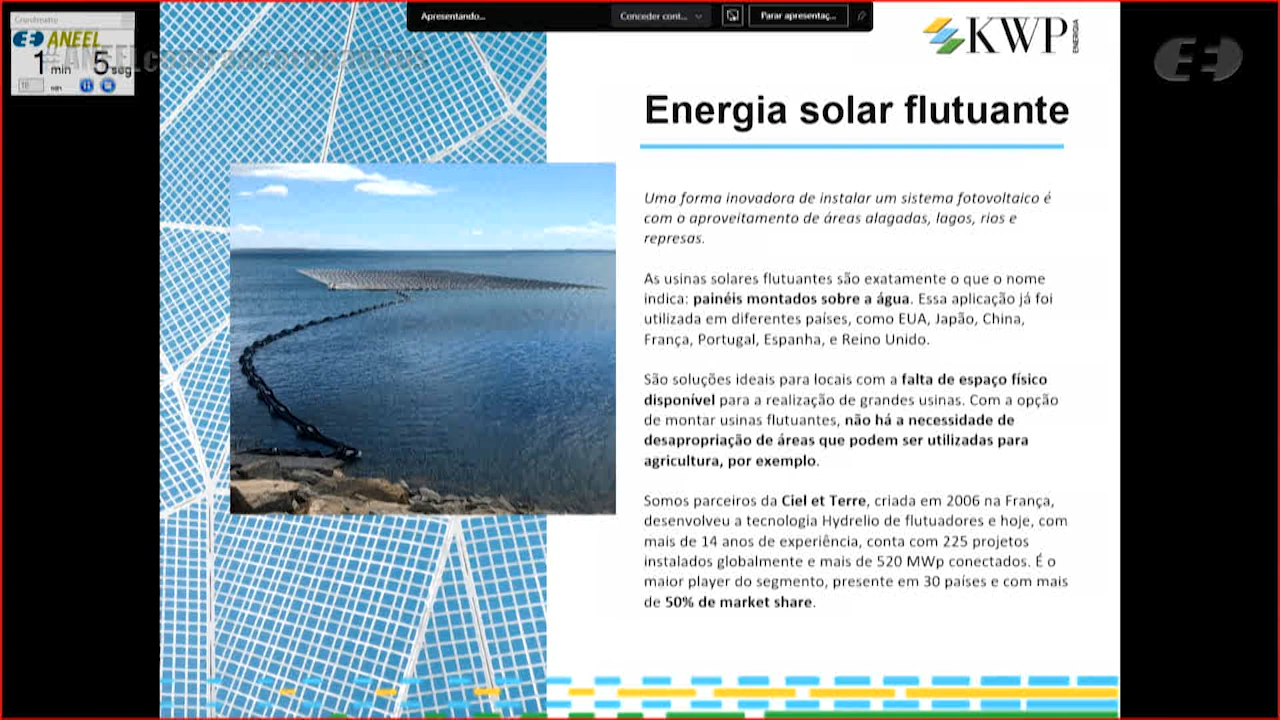 Cronômetro
ANEEL
1 min 5 seg
10 min
Apresentando...
Conceder cont...
Parar apresentaç...
KWP
ENERGIA
Energia solar flutuante
Uma forma inovadora de instalar um sistema fotovoltaico é
com o aproveitamento de áreas alagadas, lagos, rios e
represas.
As usinas solares flutuantes são exatamente o que o nome
indica: painéis montados sobre a água. Essa aplicação já foi
utilizada em diferentes países, como EUA, Japão, China,
França, Portugal, Espanha, e Reino Unido.
São soluções ideais para locais com a falta de espaço físico
disponível para a realização de grandes usinas. Com a opção
de montar usinas flutuantes, não há a necessidade de
desapropriação de áreas que podem ser utilizadas para
agricultura, por exemplo.
Somos parceiros da Ciel et Terre, criada em 2006 na França,
desenvolveu a tecnologia Hydrelio de flutuadores e hoje, com
mais de 14 anos de experiência, conta com 225 projetos
instalados globalmente e mais de 520 MWp conectados. É o
maior player do segmento, presente em 30 países e com mais
de 50% de market share.